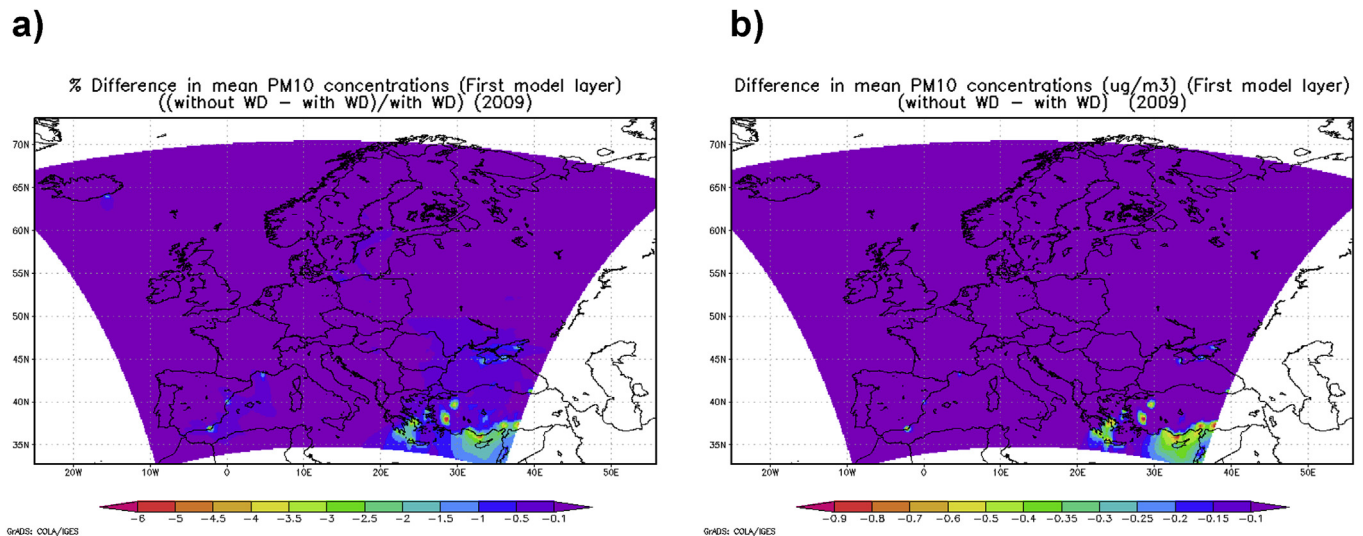 a)
% Difference in mean PM10 concentrations (First model layer)
((without WD − with WD)/with WD) (2009)
70N
65N
60N
55N
50N
45N
40N
35N
20W 10W 0 10E 20E 30E 40E 50E
−6 −5 −4.5 −4 −3.5 −3 −2.5 −2 −1.5 −1 −0.5 −0.1
GrADS: COLA/IGES
b)
Difference in mean PM10 concentrations (ug/m3) (First model layer)
(without WD − with WD) (2009)
70N
65N
60N
55N
50N
45N
40N
35N
20W 10W 0 10E 20E 30E 40E 50E
−0.9 −0.8 −0.7 −0.6 −0.5 −0.4 −0.35 −0.3 −0.25 −0.2 −0.15 −0.1
GrADS: COLA/IGES